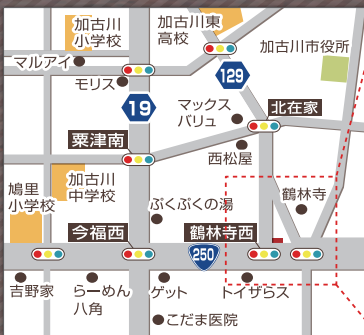 加古川
小学校
加古川東
高校
加古川市役所
マルアイ
モリス
129
19
マックス
バリュ
北在家
粟津南
西松屋
加古川
中学校
鳩里
小学校
鶴林寺
ぷくぷくの湯
今福西
鶴林寺西
250
吉野家
らーめん
八角
ゲット
トイザらス
こだま医院